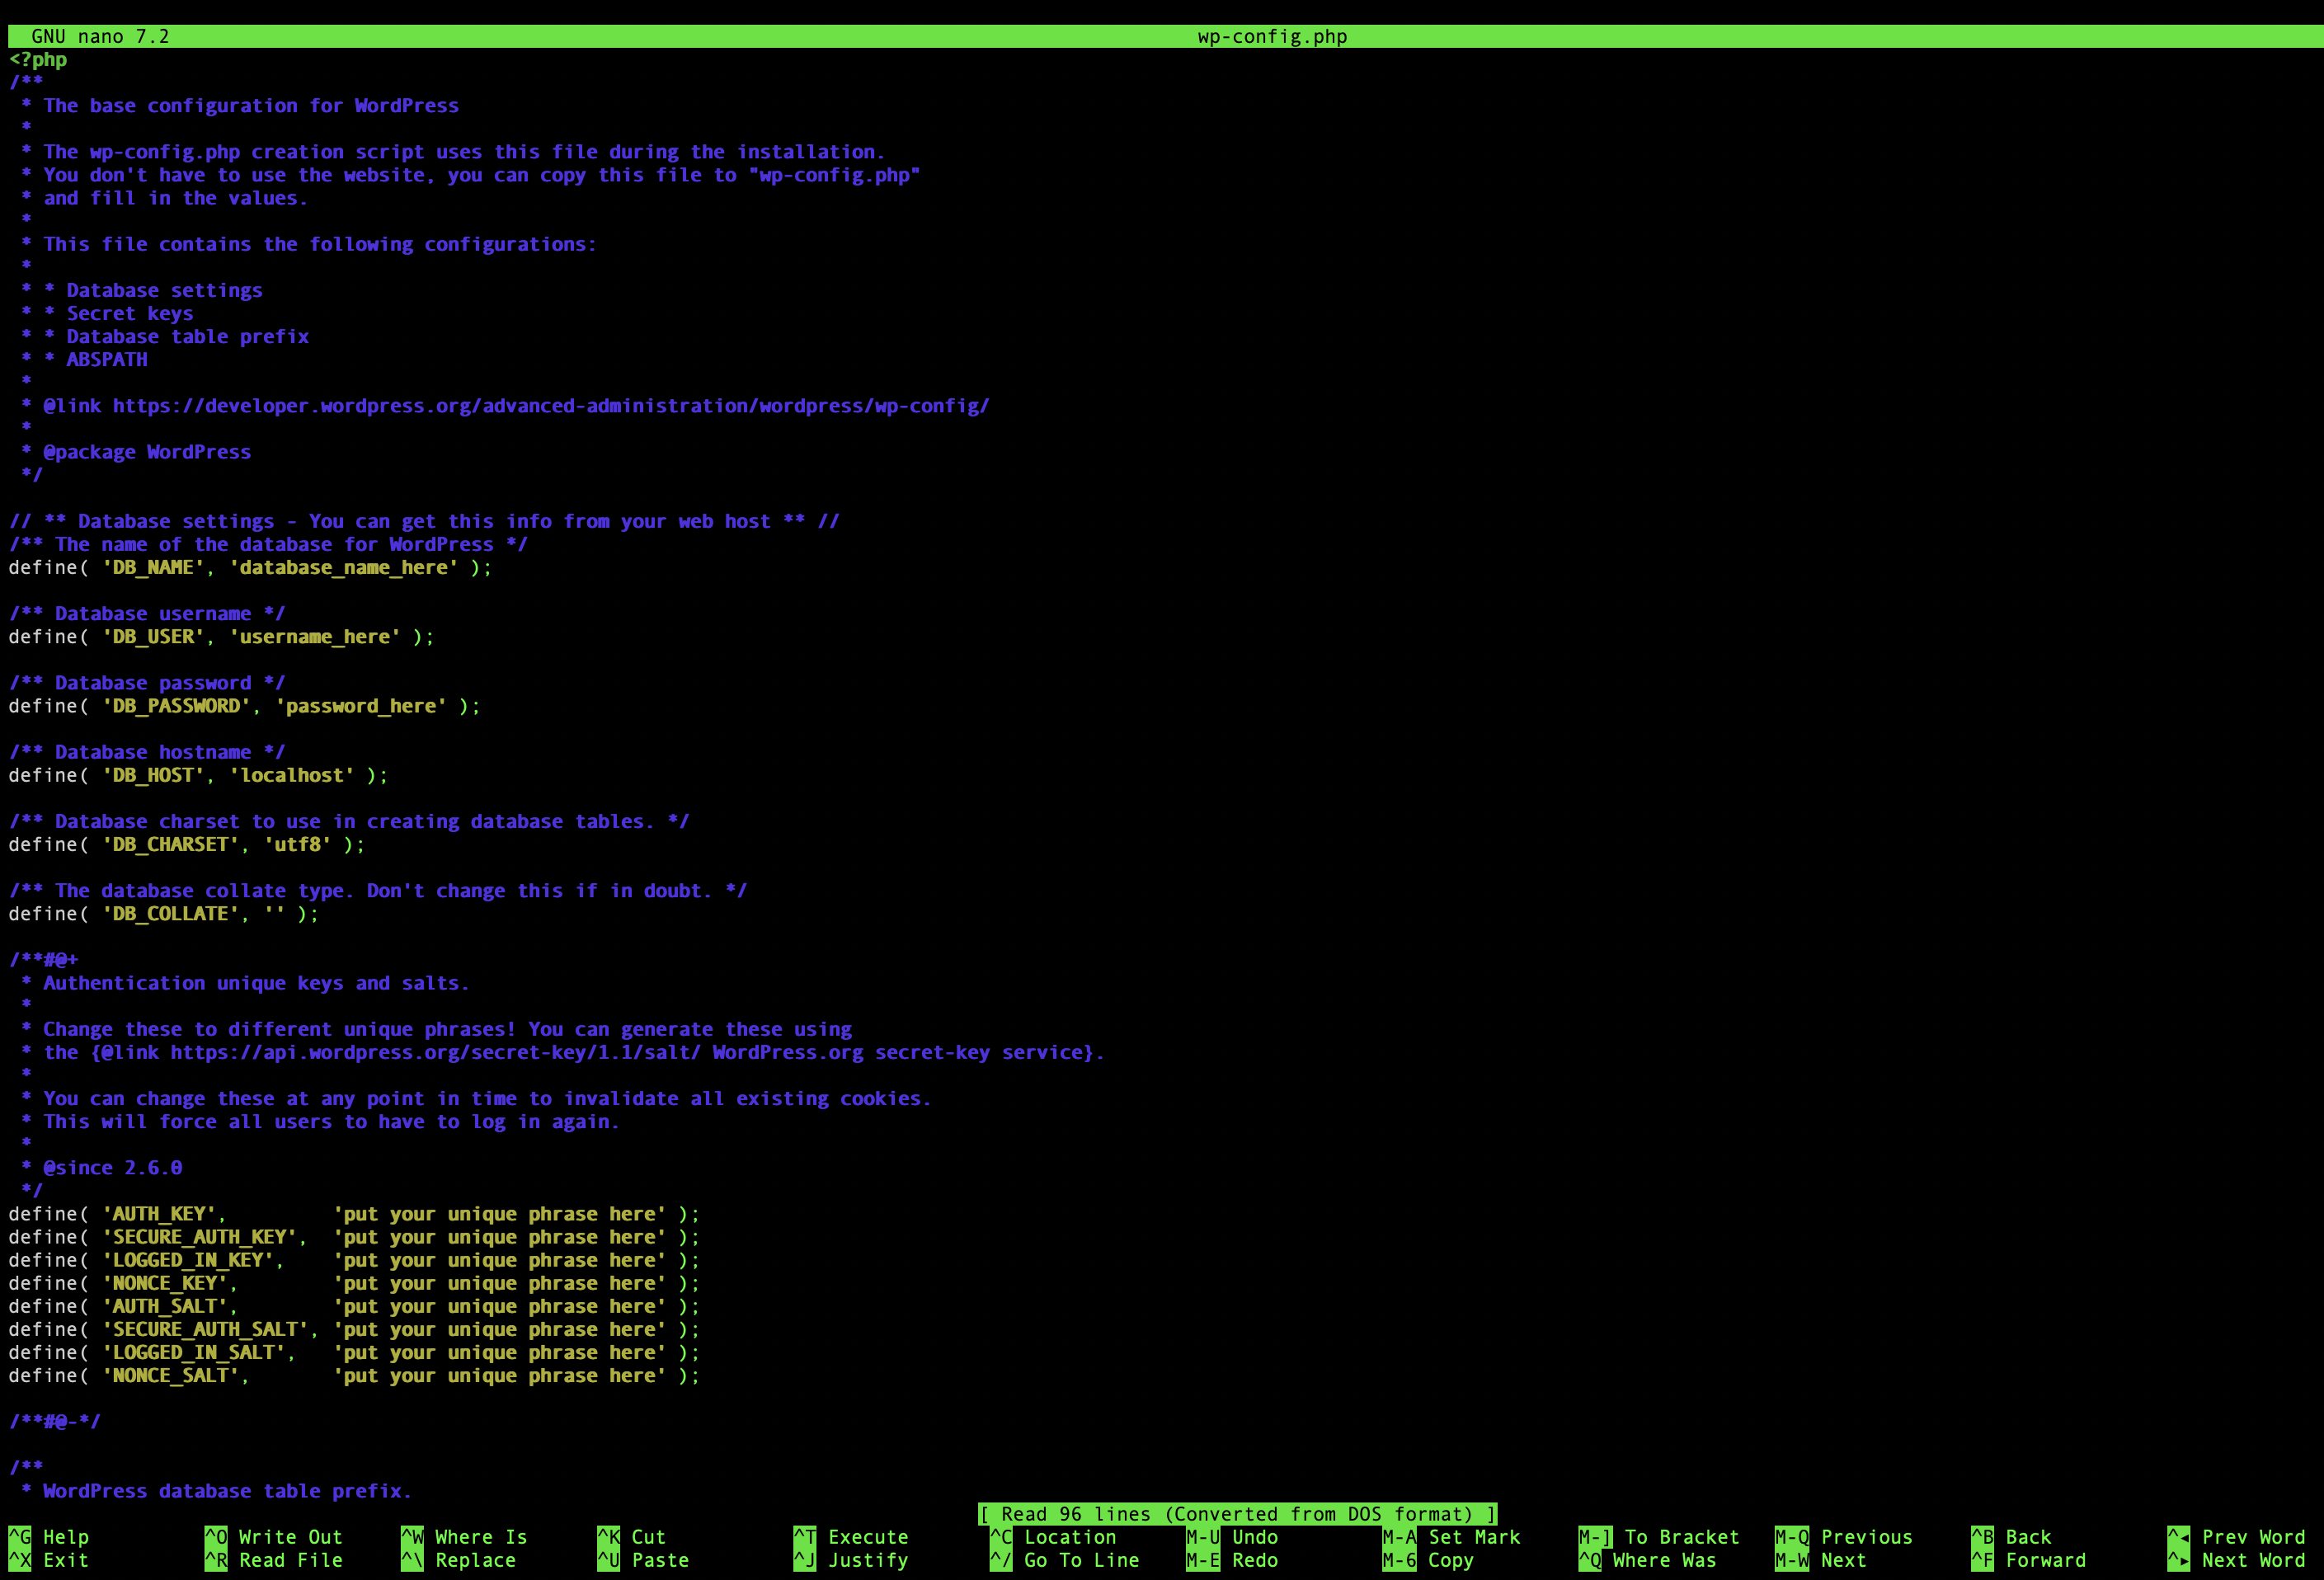 GNU nano 7.2 wp-config.php
<?php
/**
 * The base configuration for WordPress
 *
 * The wp-config.php creation script uses this file during the installation.
 * You don't have to use the website, you can copy this file to "wp-config.php"
 * and fill in the values.
 *
 * This file contains the following configurations:
 *
 * * Database settings
 * * Secret keys
 * * Database table prefix
 * * ABSPATH
 *
 * @link https://developer.wordpress.org/advanced-administration/wordpress/wp-config/
 *
 * @package WordPress
 */

// ** Database settings - You can get this info from your web host ** //
/** The name of the database for WordPress */
define( 'DB_NAME', 'database_name_here' );

/** Database username */
define( 'DB_USER', 'username_here' );

/** Database password */
define( 'DB_PASSWORD', 'password_here' );

/** Database hostname */
define( 'DB_HOST', 'localhost' );

/** Database charset to use in creating database tables. */
define( 'DB_CHARSET', 'utf8' );

/** The database collate type. Don't change this if in doubt. */
define( 'DB_COLLATE', '' );

/**#@+
 * Authentication unique keys and salts.
 *
 * Change these to different unique phrases! You can generate these using
 * the {@link https://api.wordpress.org/secret-key/1.1/salt/ WordPress.org secret-key service}.
 *
 * You can change these at any point in time to invalidate all existing cookies.
 * This will force all users to have to log in again.
 *
 * @since 2.6.0
 */
define( 'AUTH_KEY',         'put your unique phrase here' );
define( 'SECURE_AUTH_KEY',  'put your unique phrase here' );
define( 'LOGGED_IN_KEY',    'put your unique phrase here' );
define( 'NONCE_KEY',        'put your unique phrase here' );
define( 'AUTH_SALT',        'put your unique phrase here' );
define( 'SECURE_AUTH_SALT', 'put your unique phrase here' );
define( 'LOGGED_IN_SALT',   'put your unique phrase here' );
define( 'NONCE_SALT',       'put your unique phrase here' );

/**#@-*/

/**
 * WordPress database table prefix.
[ Read 96 lines (Converted from DOS format) ]
^G Help ^O Write Out ^W Where Is ^K Cut ^T Execute ^C Location M-U Undo M-A Set Mark M-] To Bracket M-Q Previous ^B Back ^◂ Prev Word
^X Exit ^R Read File ^\ Replace ^U Paste ^J Justify ^/ Go To Line M-E Redo M-6 Copy ^Q Where Was M-W Next ^F Forward ^▸ Next Word